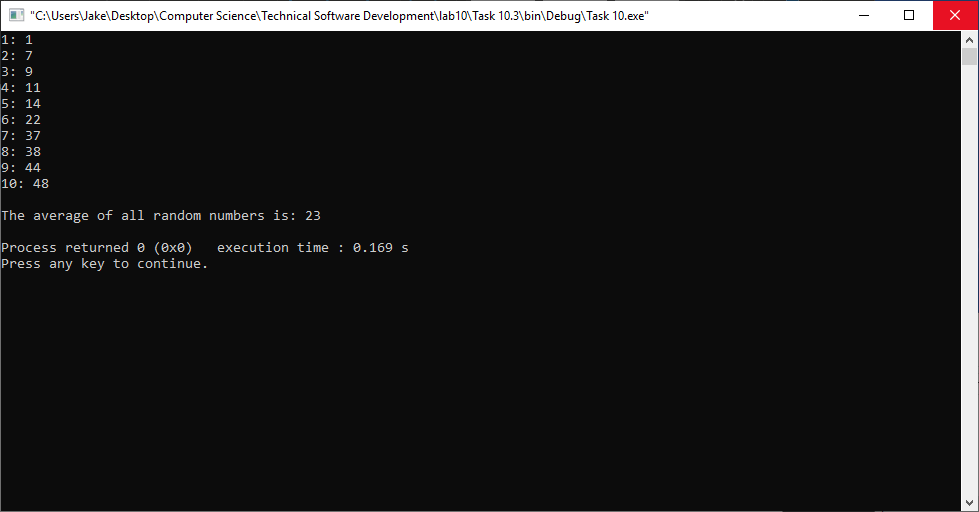 "C:\Users\Jake\Desktop\Computer Science\Technical Software Development\lab10\Task 10.3\bin\Debug\Task 10.exe"
1: 1
2: 7
3: 9
4: 11
5: 14
6: 22
7: 37
8: 38
9: 44
10: 48
The average of all random numbers is: 23
Process returned 0 (0x0)   execution time : 0.169 s
Press any key to continue.